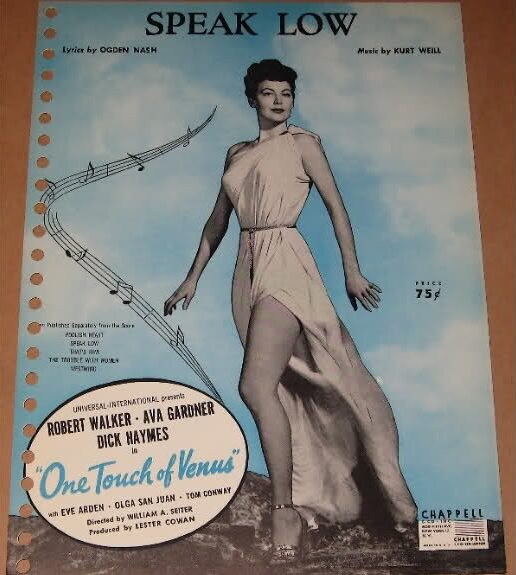 SPEAK LOW
Lyrics by OGDEN NASH
Music by KURT WEILL
PRICE
75¢
Published Separately from the Score
FOOLISH HEART
SPEAK LOW
THAT'S HIM
THE TROUBLE WITH WOMEN
WESTWIND
UNIVERSAL-INTERNATIONAL presents
ROBERT WALKER · AVA GARDNER
DICK HAYMES
in
"One Touch of Venus"
with EVE ARDEN · OLGA SAN JUAN · TOM CONWAY
Directed by WILLIAM A. SEITER
Produced by LESTER COWAN
CHAPPELL
CHAPPELL